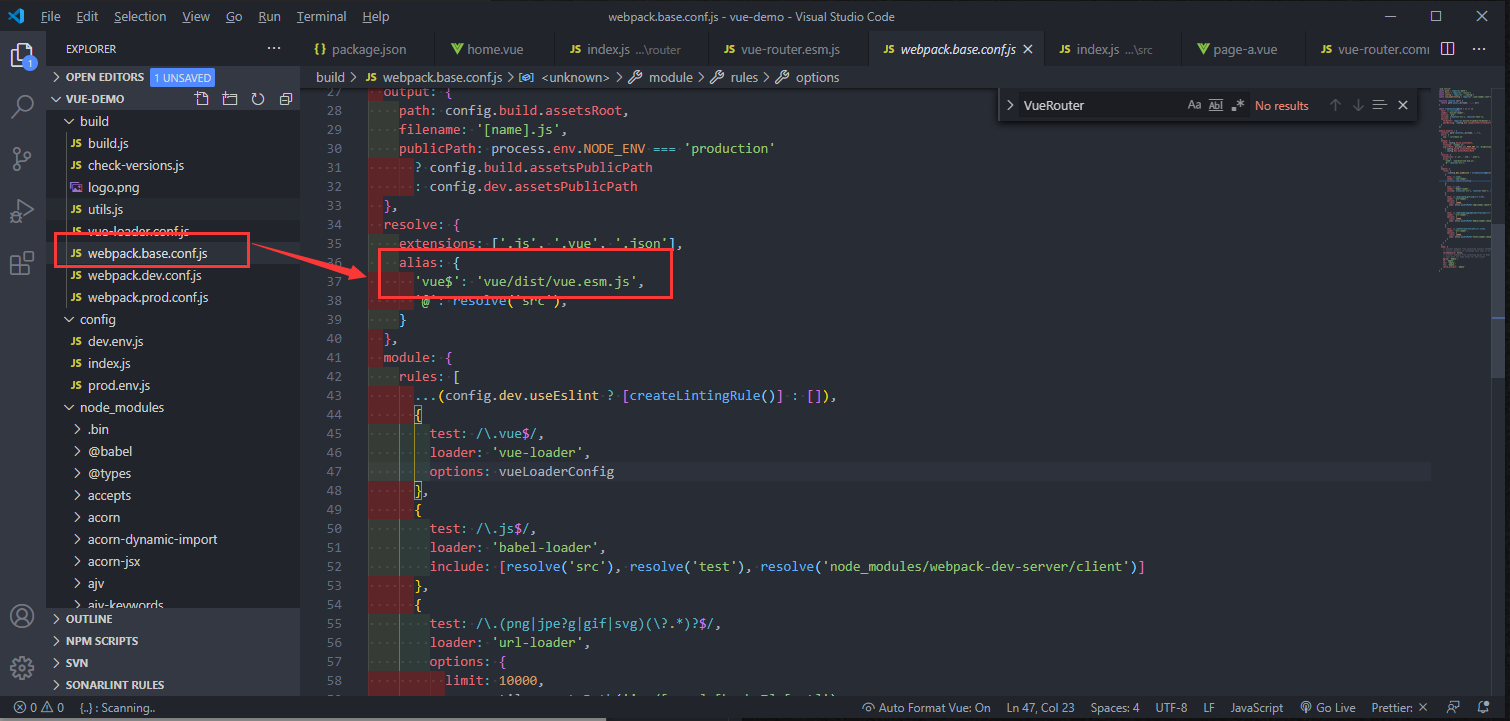 File Edit Selection View Go Run Terminal Help webpack.base.conf.js - vue-demo - Visual Studio Code
EXPLORER ... {} package.json home.vue JS index.js ...\router JS vue-router.esm.js JS webpack.base.conf.js JS index.js ...\src page-a.vue
1
OPEN EDITORS 1 UNSAVED
build > JS webpack.base.conf.js > <unknown> > module > rules > options
VUE-DEMO
VueRouter Aa Abl .* No results
build
JS build.js
JS check-versions.js
logo.png
JS utils.js
JS vue-loader.conf.js
JS webpack.base.conf.js
JS webpack.dev.conf.js
JS webpack.prod.conf.js
config
JS dev.env.js
JS index.js
JS prod.env.js
node_modules
.bin
@babel
@types
accepts
acorn
acorn-dynamic-import
acorn-jsx
ajv
ajv-keywords
OUTLINE
NPM SCRIPTS
SVN
SONARLINT RULES
27 output: {
28 path: config.build.assetsRoot,
29 filename: '[name].js',
30 publicPath: process.env.NODE_ENV === 'production'
31 ? config.build.assetsPublicPath
32 : config.dev.assetsPublicPath
33 },
34 resolve: {
35 extensions: ['.js', '.vue', '.json'],
36 alias: {
37 'vue$': 'vue/dist/vue.esm.js',
38 '@': resolve('src'),
39 }
40 },
41 module: {
42 rules: [
43 ...(config.dev.useEslint ? [createLintingRule()] : []),
44 {
45 test: /\.vue$/,
46 loader: 'vue-loader',
47 options: vueLoaderConfig
48 },
49 {
50 test: /\.js$/,
51 loader: 'babel-loader',
52 include: [resolve('src'), resolve('test'), resolve('node_modules/webpack-dev-server/client')]
53 },
54 {
55 test: /\.(png|jpe?g|gif|svg)(\?.*)?$/,
56 loader: 'url-loader',
57 options: {
58 limit: 10000,
0 0 {..} : Scanning.. Auto Format Vue: On Ln 47, Col 23 Spaces: 4 UTF-8 LF JavaScript Go Live Prettier: